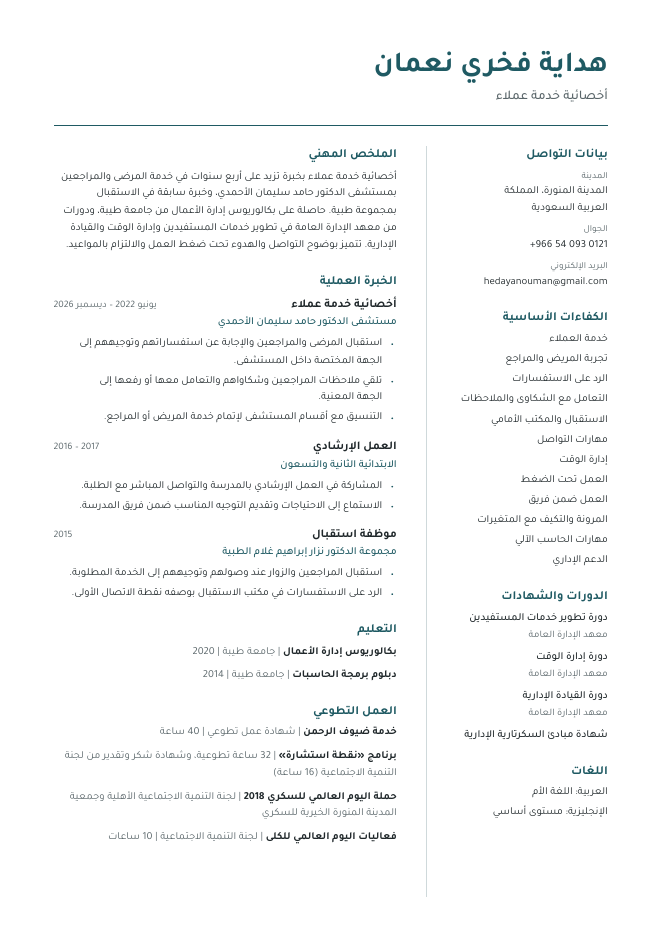 هداية فخري نعمان
أخصائية خدمة عملاء
بيانات التواصل
المدينة
المدينة المنورة، المملكة
العربية السعودية
الجوال
+966 54 093 0121
البريد الإلكتروني
hedayanouman@gmail.com
الكفاءات الأساسية
خدمة العملاء
تجربة المريض والمراجع
الرد على الاستفسارات
التعامل مع الشكاوى والملاحظات
الاستقبال والمكتب الأمامي
مهارات التواصل
إدارة الوقت
العمل تحت الضغط
العمل ضمن فريق
المرونة والتكيف مع المتغيرات
مهارات الحاسب الآلي
الدعم الإداري
الدورات والشهادات
دورة تطوير خدمات المستفيدين
معهد الإدارة العامة
دورة إدارة الوقت
معهد الإدارة العامة
دورة القيادة الإدارية
معهد الإدارة العامة
شهادة مبادئ السكرتارية الإدارية
اللغات
العربية: اللغة الأم
الإنجليزية: مستوى أساسي
الملخص المهني
أخصائية خدمة عملاء بخبرة تزيد على أربع سنوات في خدمة المرضى والمراجعين
بمستشفى الدكتور حامد سليمان الأحمدي، وخبرة سابقة في الاستقبال
بمجموعة طبية. حاصلة على بكالوريوس إدارة الأعمال من جامعة طيبة، ودورات
من معهد الإدارة العامة في تطوير خدمات المستفيدين وإدارة الوقت والقيادة
الإدارية. تتميز بوضوح التواصل والهدوء تحت ضغط العمل والالتزام بالمواعيد.
الخبرة العملية
أخصائية خدمة عملاء يونيو 2022 – ديسمبر 2026
مستشفى الدكتور حامد سليمان الأحمدي
• استقبال المرضى والمراجعين والإجابة عن استفساراتهم وتوجيههم إلى
الجهة المختصة داخل المستشفى.
• تلقي ملاحظات المراجعين وشكاواهم والتعامل معها أو رفعها إلى
الجهة المعنية.
• التنسيق مع أقسام المستشفى لإتمام خدمة المريض أو المراجع.
العمل الإرشادي 2016 – 2017
الابتدائية الثانية والتسعون
• المشاركة في العمل الإرشادي بالمدرسة والتواصل المباشر مع الطلبة.
• الاستماع إلى الاحتياجات وتقديم التوجيه المناسب ضمن فريق المدرسة.
موظفة استقبال 2015
مجموعة الدكتور نزار إبراهيم غلام الطبية
• استقبال المراجعين والزوار عند وصولهم وتوجيههم إلى الخدمة المطلوبة.
• الرد على الاستفسارات في مكتب الاستقبال بوصفه نقطة الاتصال الأولى.
التعليم
بكالوريوس إدارة الأعمال | جامعة طيبة | 2020
دبلوم برمجة الحاسبات | جامعة طيبة | 2014
العمل التطوعي
خدمة ضيوف الرحمن | شهادة عمل تطوعي | 40 ساعة
برنامج «نقطة استشارة» | 32 ساعة تطوعية، وشهادة شكر وتقدير من لجنة
التنمية الاجتماعية (16 ساعة)
حملة اليوم العالمي للسكري 2018 | لجنة التنمية الاجتماعية الأهلية وجمعية
المدينة المنورة الخيرية للسكري
فعاليات اليوم العالمي للكلى | لجنة التنمية الاجتماعية | 10 ساعات